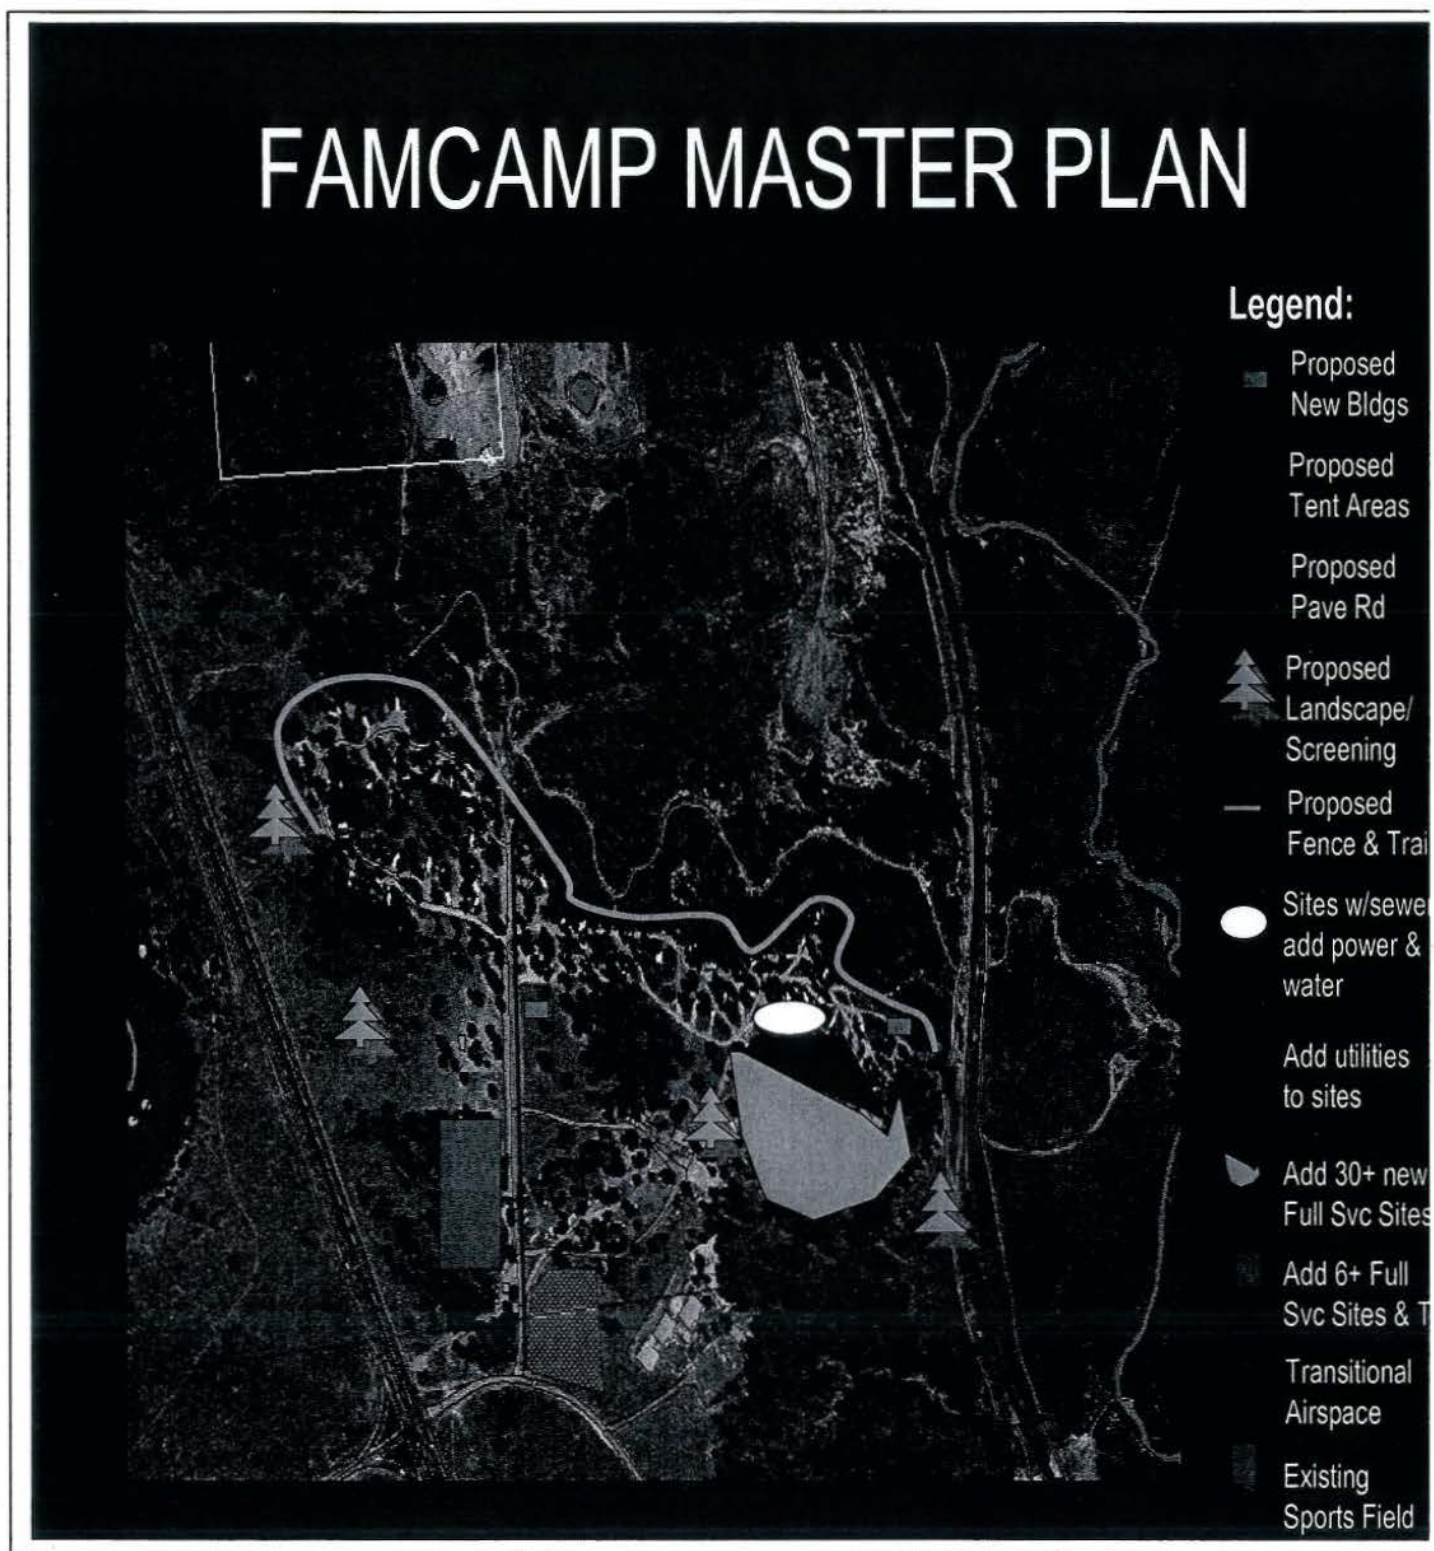 FAMCAMP MASTER PLAN
Legend:
Proposed
New Bldgs
Proposed
Tent Areas
Proposed
Pave Rd
Proposed
Landscape/
Screening
Proposed
Fence & Trai
Sites w/sewer
add power &
water
Add utilities
to sites
Add 30+ new
Full Svc Sites
Add 6+ Full
Svc Sites & T
Transitional
Airspace
Existing
Sports Field